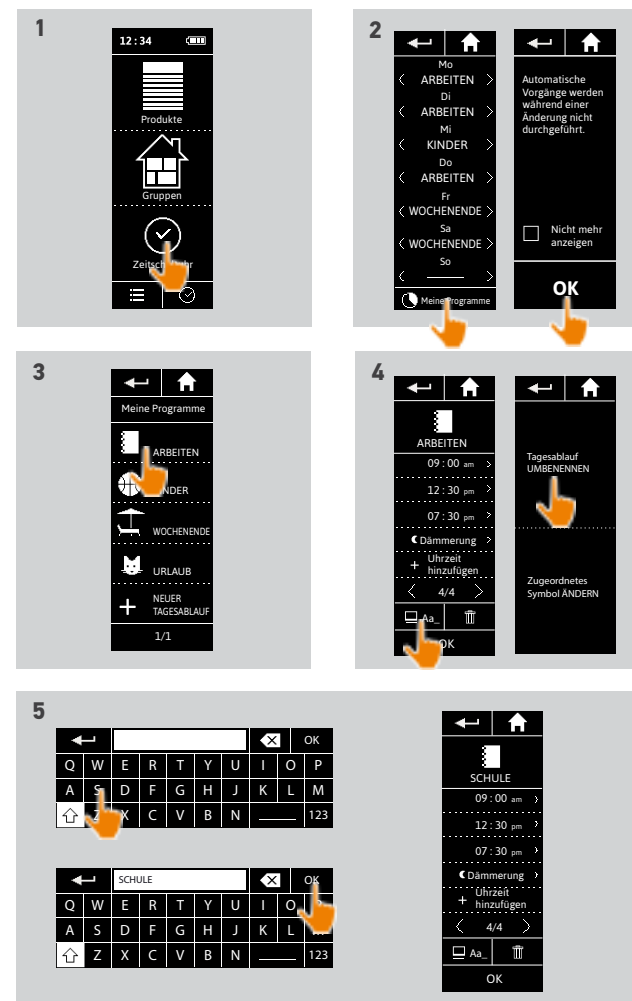 1
12:34
Produkte
Gruppen
Zeitschaltuhr
2
Mo
ARBEITEN
Di
ARBEITEN
Mi
KINDER
Do
ARBEITEN
Fr
WOCHENENDE
Sa
WOCHENENDE
So
Meine Programme
Automatische
Vorgänge werden
während einer
Änderung nicht
durchgeführt.
Nicht mehr
anzeigen
OK
3
Meine Programme
ARBEITEN
KINDER
WOCHENENDE
URLAUB
+ NEUER
TAGESABLAUF
1/1
4
ARBEITEN
09 : 00 am >
12 : 30 pm >
07 : 30 pm >
Dämmerung >
+ Uhrzeit
hinzufügen
< 4/4 >
Aa_
OK
Tagesablauf
UMBENENNEN
Zugeordnetes
Symbol ÄNDERN
5
OK
Q W E R T Y U I O P
A S D F G H J K L M
Z X C V B N 123
SCHULE OK
Q W E R T Y U I O P
A S D F G H J K L M
Z X C V B N 123
SCHULE
09 : 00 am >
12 : 30 pm >
07 : 30 pm >
Dämmerung >
+ Uhrzeit
hinzufügen
< 4/4 >
Aa_
OK